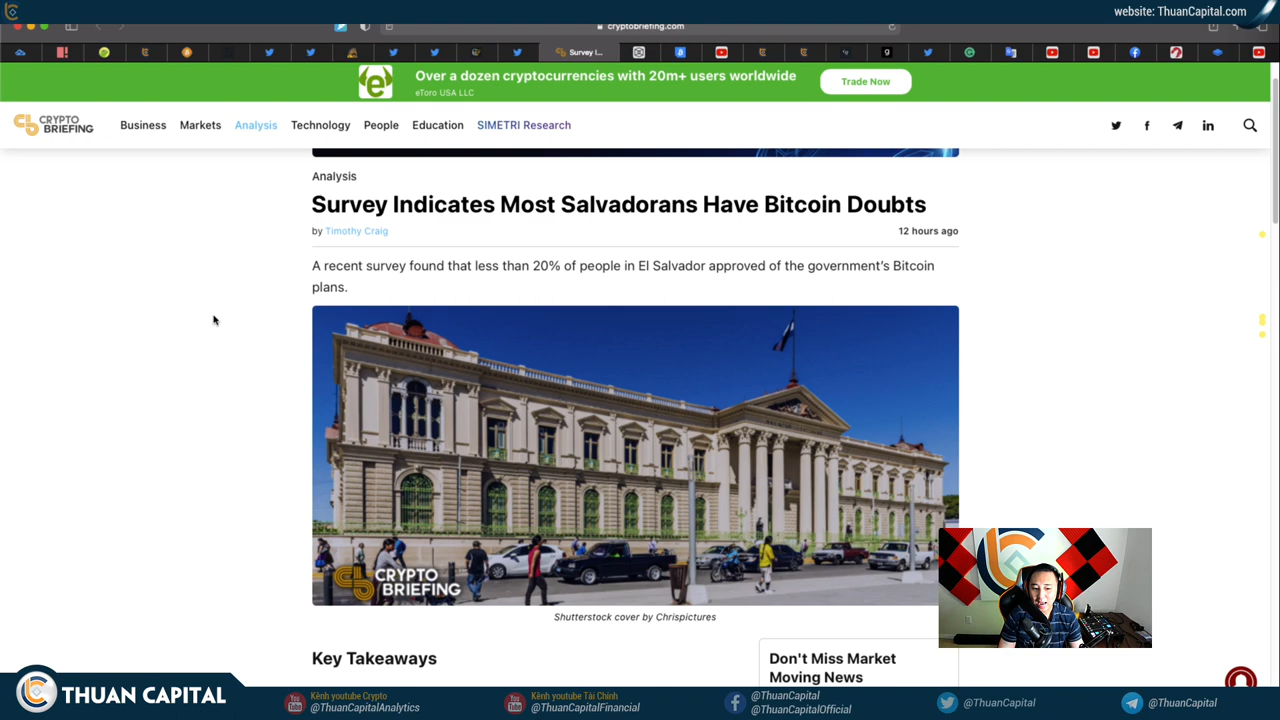 website: ThuanCapital.com
cryptobriefing.com
Survey I...
Over a dozen cryptocurrencies with 20m+ users worldwide
eToro USA LLC
Trade Now
CRYPTO
BRIEFING
Business Markets Analysis Technology People Education SIMETRI Research
Analysis
Survey Indicates Most Salvadorans Have Bitcoin Doubts
by Timothy Craig
12 hours ago
A recent survey found that less than 20% of people in El Salvador approved of the government's Bitcoin
plans.
CRYPTO
BRIEFING
Shutterstock cover by Chrispictures
Key Takeaways
Don't Miss Market
Moving News
THUAN CAPITAL
Kênh youtube Crypto
@ThuanCapitalAnalytics
Kênh youtube Tài Chính
@ThuanCapitalFinancial
@ThuanCapital
@ThuanCapitalOfficial
@ThuanCapital
@ThuanCapital